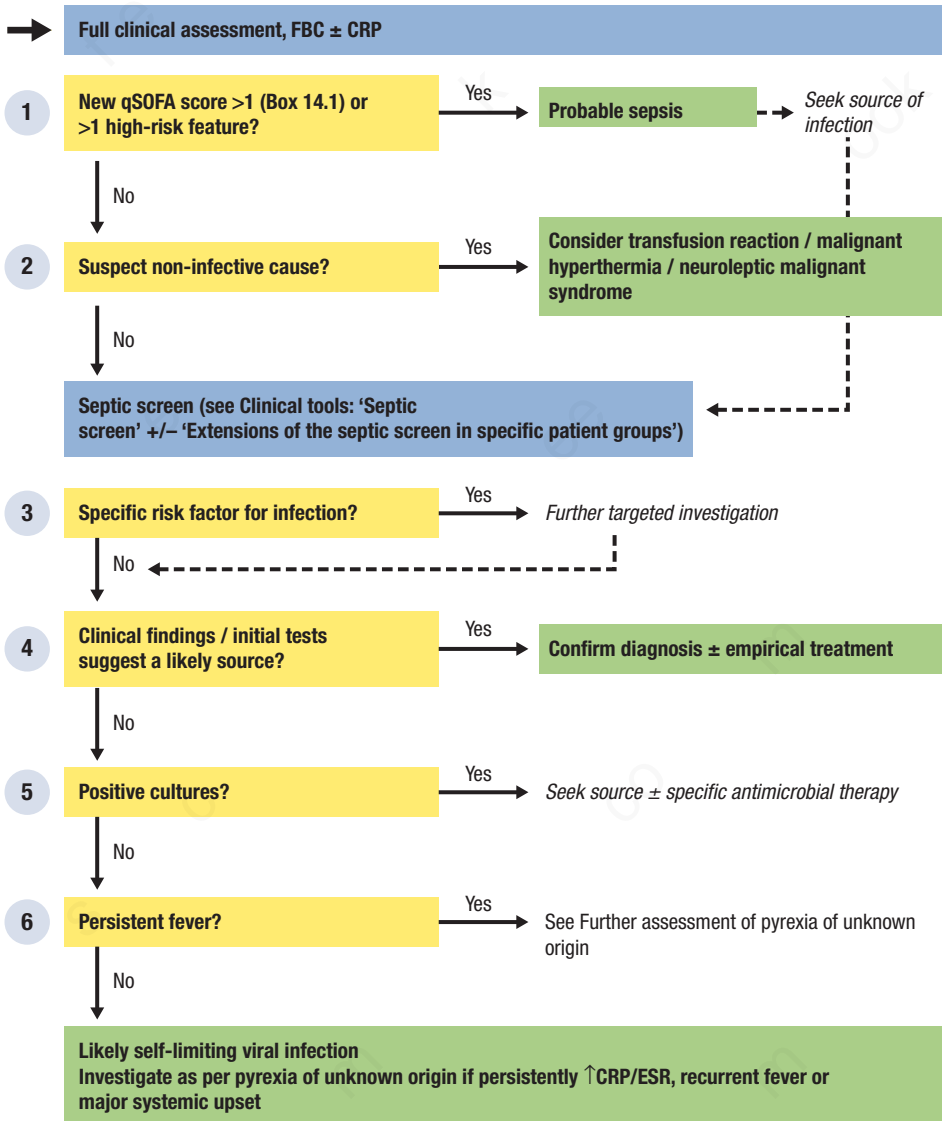 Full clinical assessment, FBC ± CRP
1
New qSOFA score >1 (Box 14.1) or
>1 high-risk feature?
Yes
Probable sepsis
Seek source of
infection
No
2
Suspect non-infective cause?
Yes
Consider transfusion reaction / malignant
hyperthermia / neuroleptic malignant
syndrome
No
Septic screen (see Clinical tools: ‘Septic
screen’ +/– ‘Extensions of the septic screen in specific patient groups’)
3
Specific risk factor for infection?
Yes
Further targeted investigation
No
4
Clinical findings / initial tests
suggest a likely source?
Yes
Confirm diagnosis ± empirical treatment
No
5
Positive cultures?
Yes
Seek source ± specific antimicrobial therapy
No
6
Persistent fever?
Yes
See Further assessment of pyrexia of unknown
origin
No
Likely self-limiting viral infection
Investigate as per pyrexia of unknown origin if persistently ↑CRP/ESR, recurrent fever or
major systemic upset